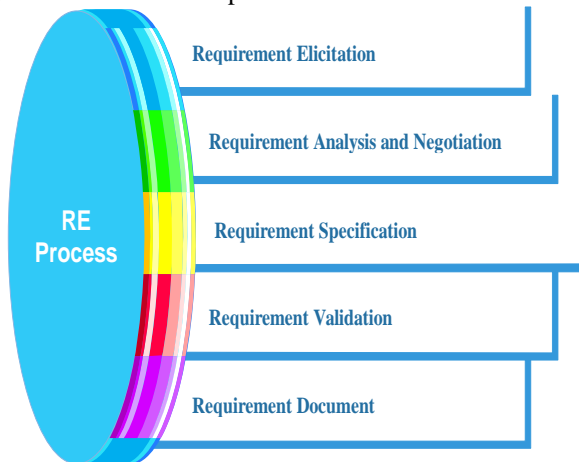 Requirement Elicitation
Requirement Analysis and Negotiation
RE
Process
Requirement Specification
Requirement Validation
Requirement Document